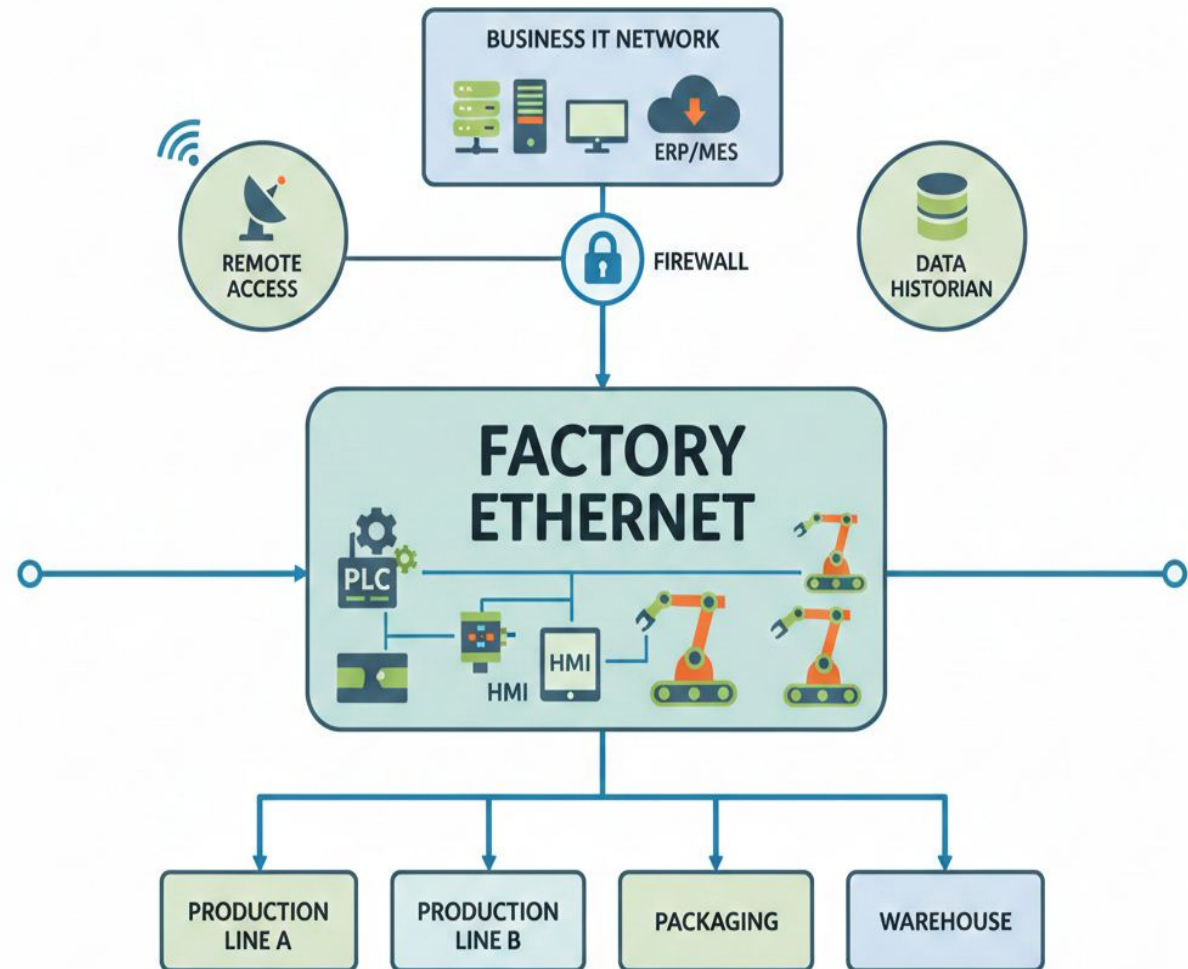 BUSINESS IT NETWORK
ERP/MES
REMOTE
ACCESS
FIREWALL
DATA
HISTORIAN
FACTORY
ETHERNET
PLC
HMI
HMI
PRODUCTION
LINE A
PRODUCTION
LINE B
PACKAGING
WAREHOUSE